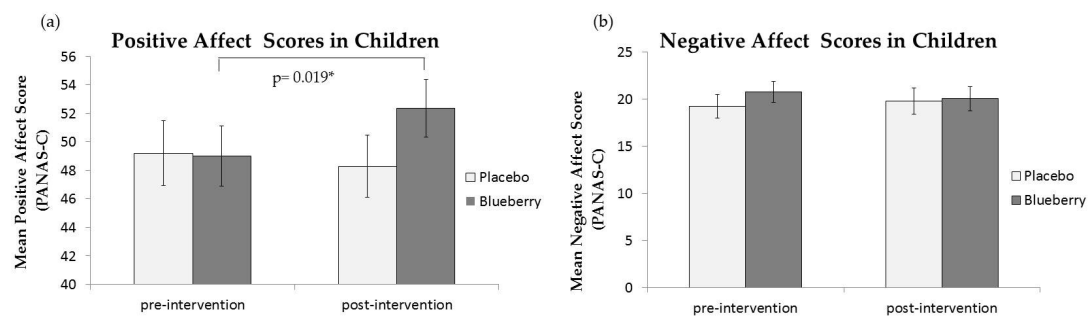 (a)
Positive Affect Scores in Children
56
54
52
50
48
46
44
42
40
Mean Positive Affect Score
(PANAS-C)
p= 0.019*
Placebo
Blueberry
pre-intervention
post-intervention
(b)
Negative Affect Scores in Children
25
20
15
10
5
0
Mean Negative Affect Score
(PANAS-C)
Placebo
Blueberry
pre-intervention
post-intervention